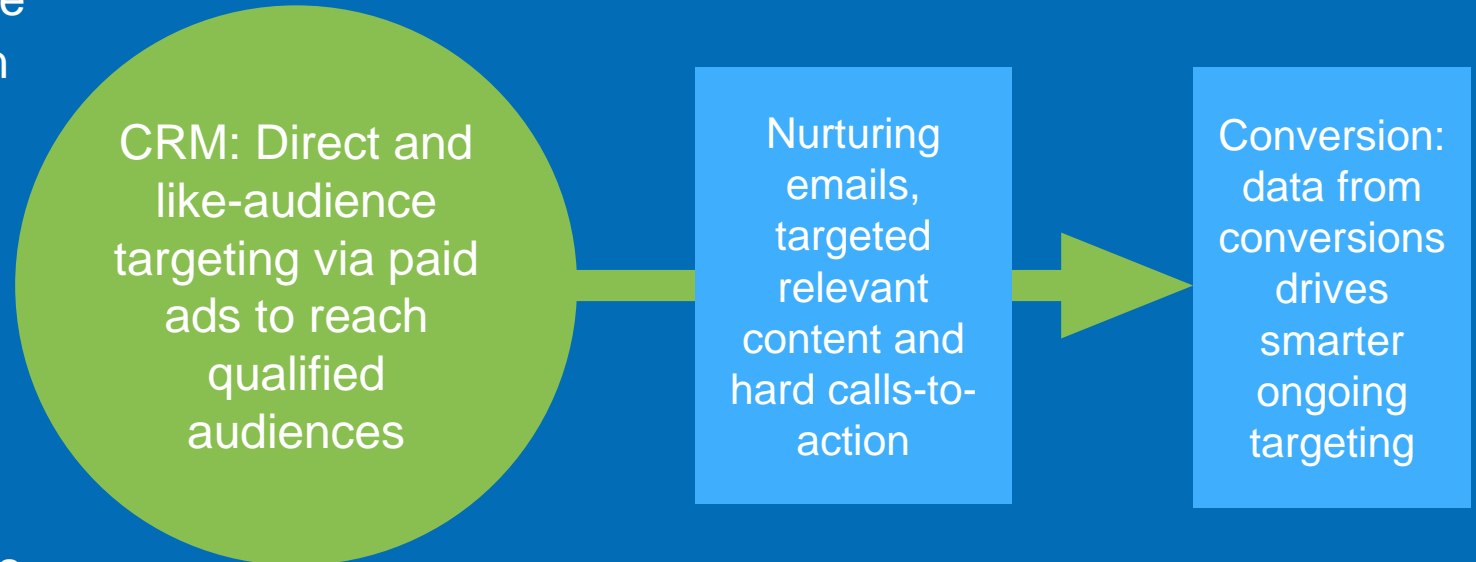 CRM: Direct and
like-audience
targeting via paid
ads to reach
qualified
audiences
Nurturing
emails,
targeted
relevant
content and
hard calls-to-
action
Conversion:
data from
conversions
drives
smarter
ongoing
targeting